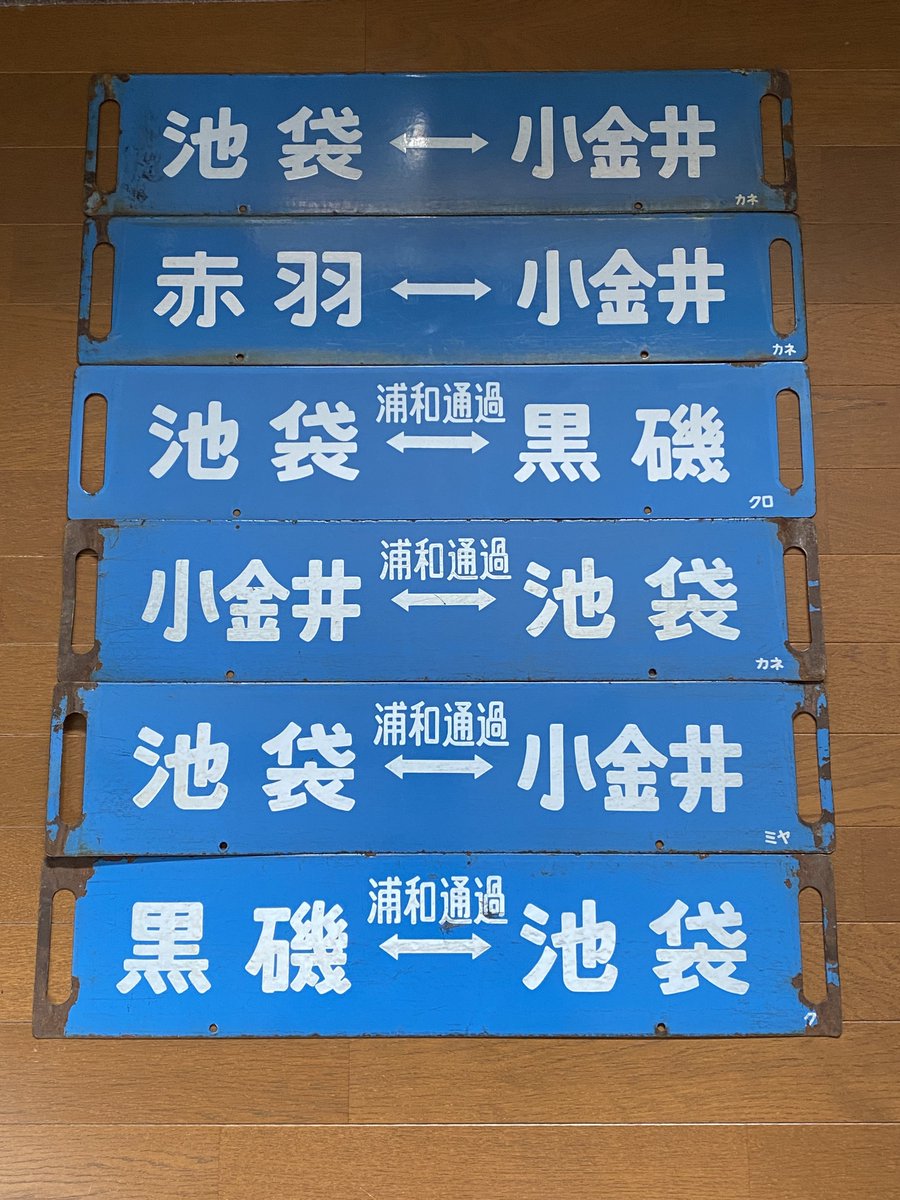 池袋↔小金井
カネ
赤羽↔小金井
カネ
浦和通過
池袋↔黒磯
クロ
浦和通過
小金井↔池袋
カネ
浦和通過
池袋↔小金井
ミヤ
浦和通過
黒磯↔池袋
ク